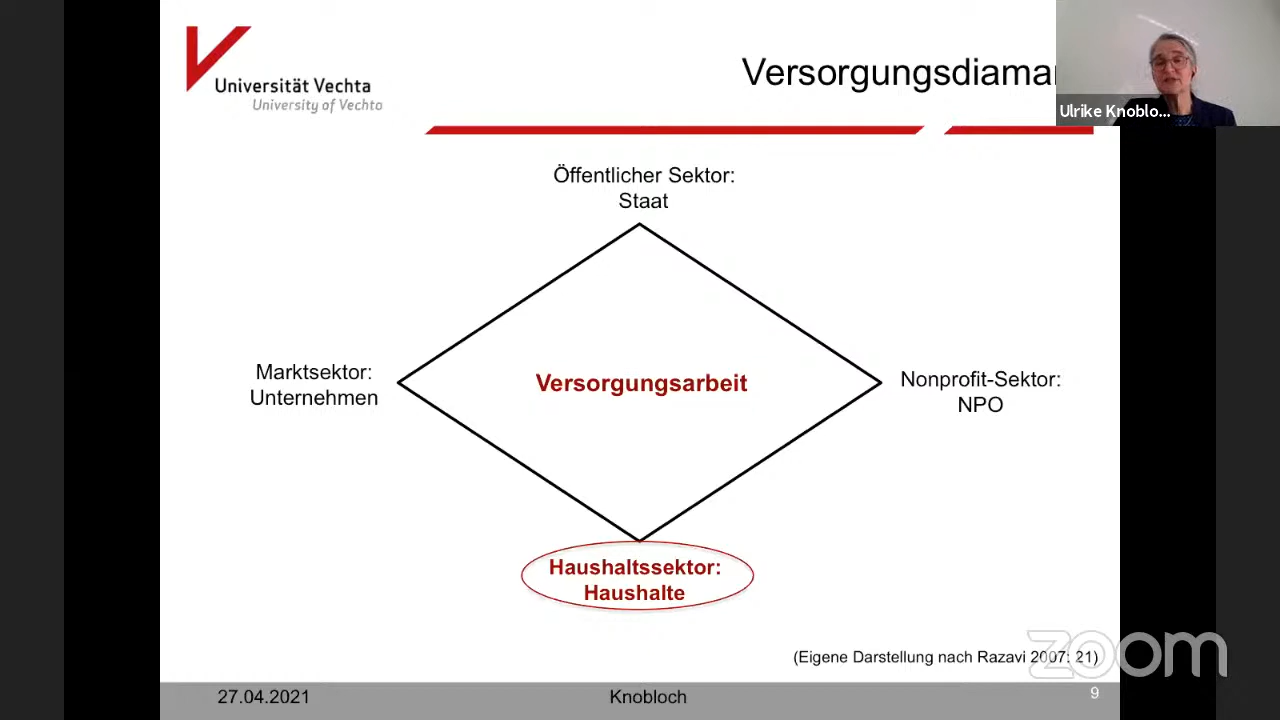 Universität Vechta
University of Vechta
Ulrike Knoblo...
Öffentlicher Sektor:
Staat
Marktsektor:
Unternehmen
Versorgungsarbeit
Nonprofit-Sektor:
NPO
Haushaltssektor:
Haushalte
(Eigene Darstellung nach Razavi 2007: 21)
zoom
27.04.2021
Knobloch
9